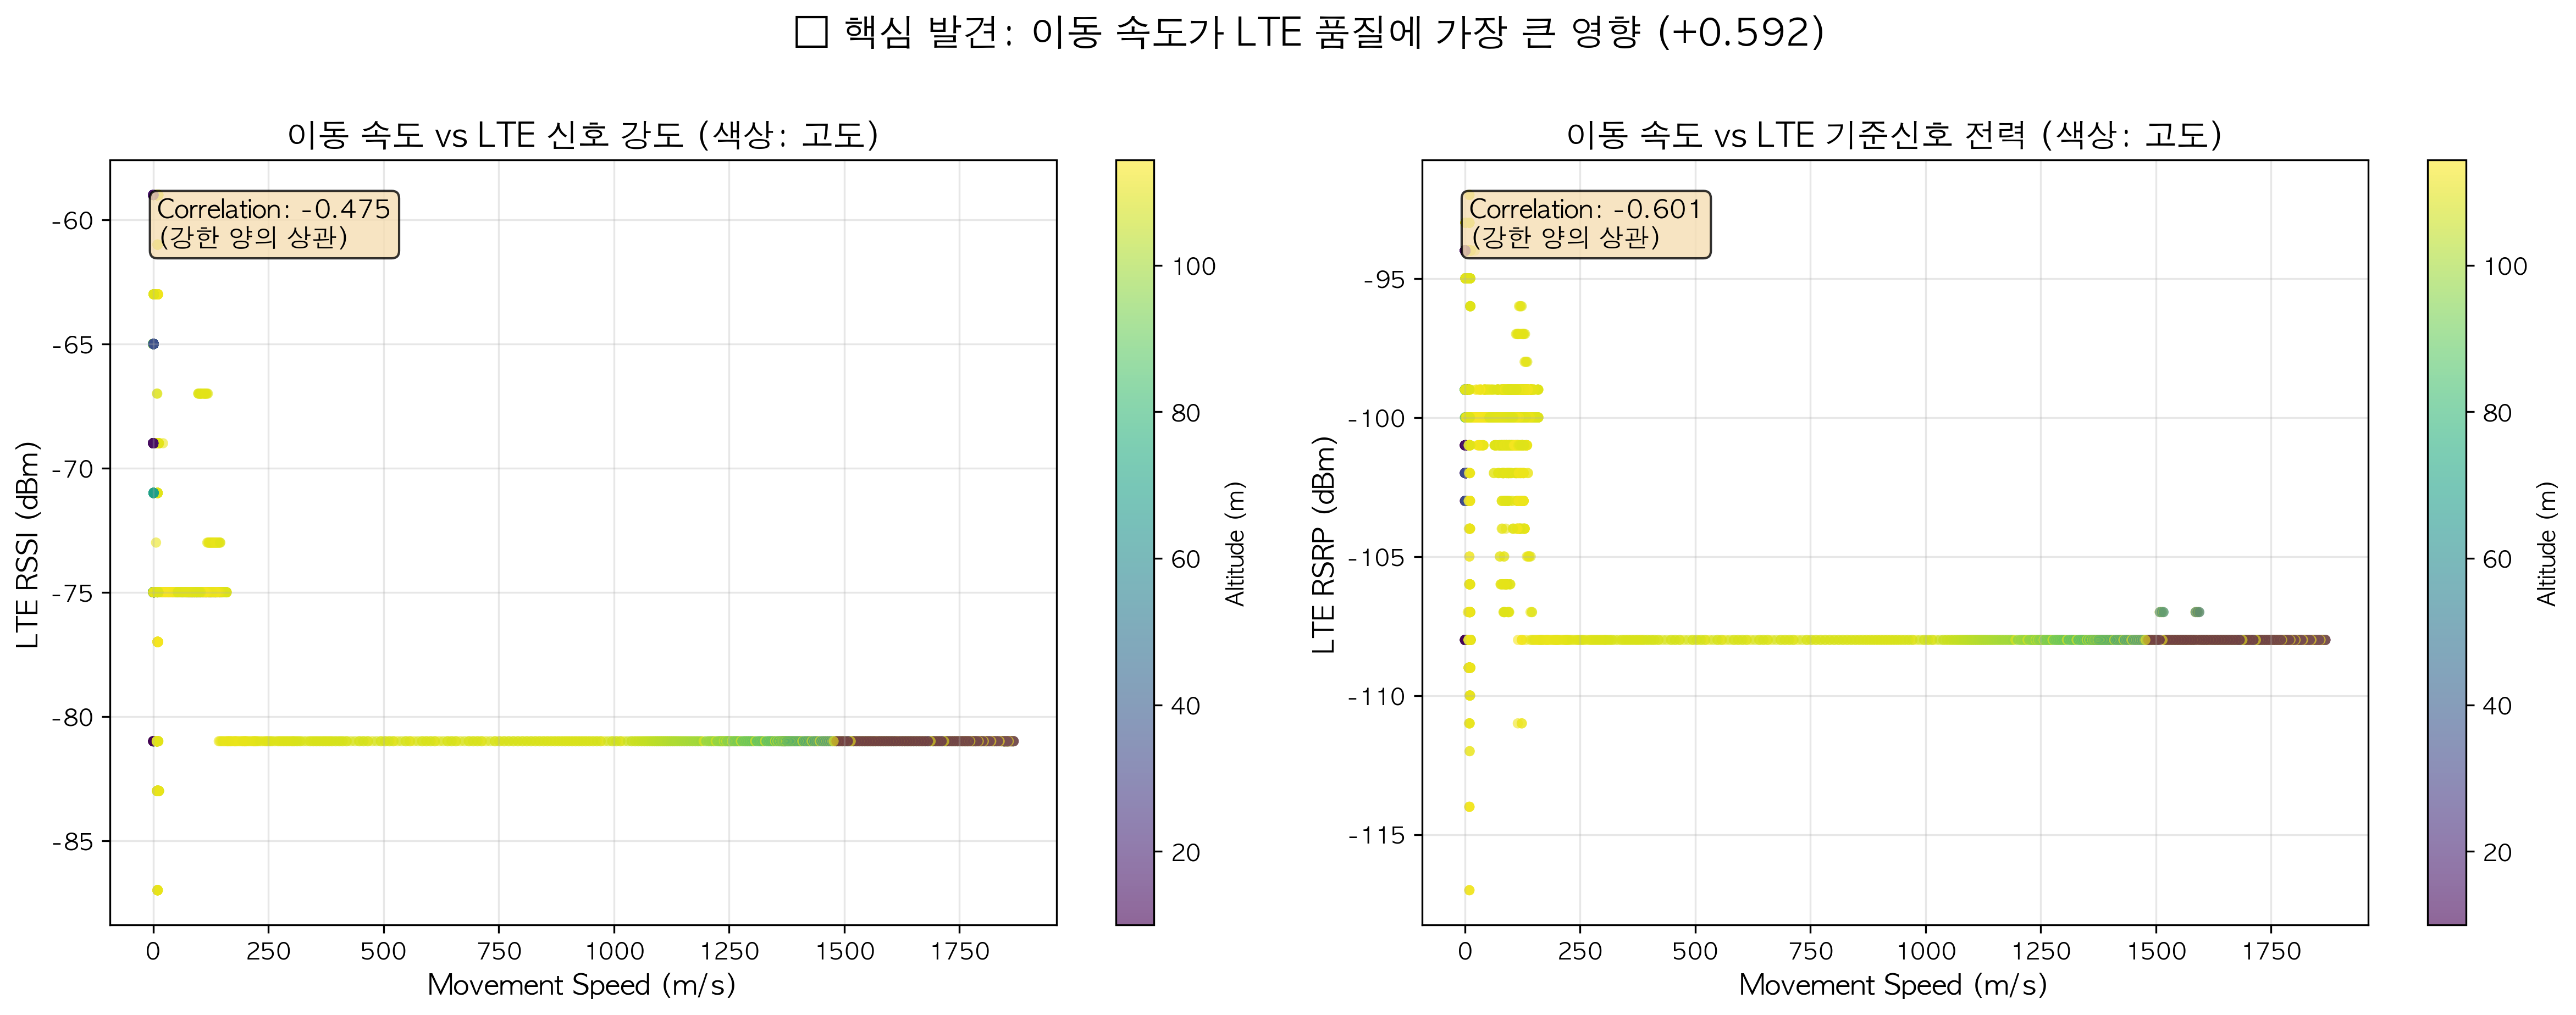 □ 핵심 발견: 이동 속도가 LTE 품질에 가장 큰 영향 (+0.592)
이동 속도 vs LTE 신호 강도 (색상: 고도)
Correlation: -0.475
(강한 양의 상관)
LTE RSSI (dBm)
-60
-65
-70
-75
-80
-85
0 250 500 750 1000 1250 1500 1750
Movement Speed (m/s)
100
80
60
40
20
Altitude (m)
이동 속도 vs LTE 기준신호 전력 (색상: 고도)
Correlation: -0.601
(강한 양의 상관)
LTE RSRP (dBm)
-95
-100
-105
-110
-115
0 250 500 750 1000 1250 1500 1750
Movement Speed (m/s)
100
80
60
40
20
Altitude (m)